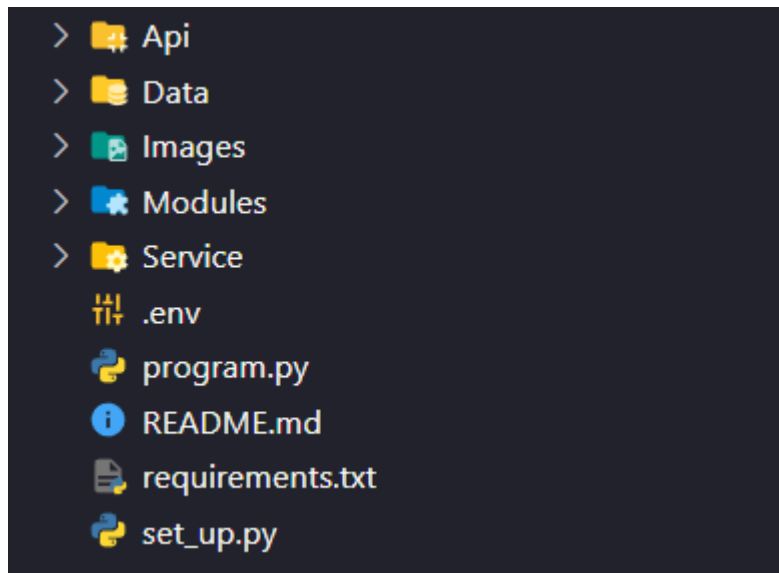 Api
Data
Images
Modules
Service
.env
program.py
README.md
requirements.txt
set_up.py